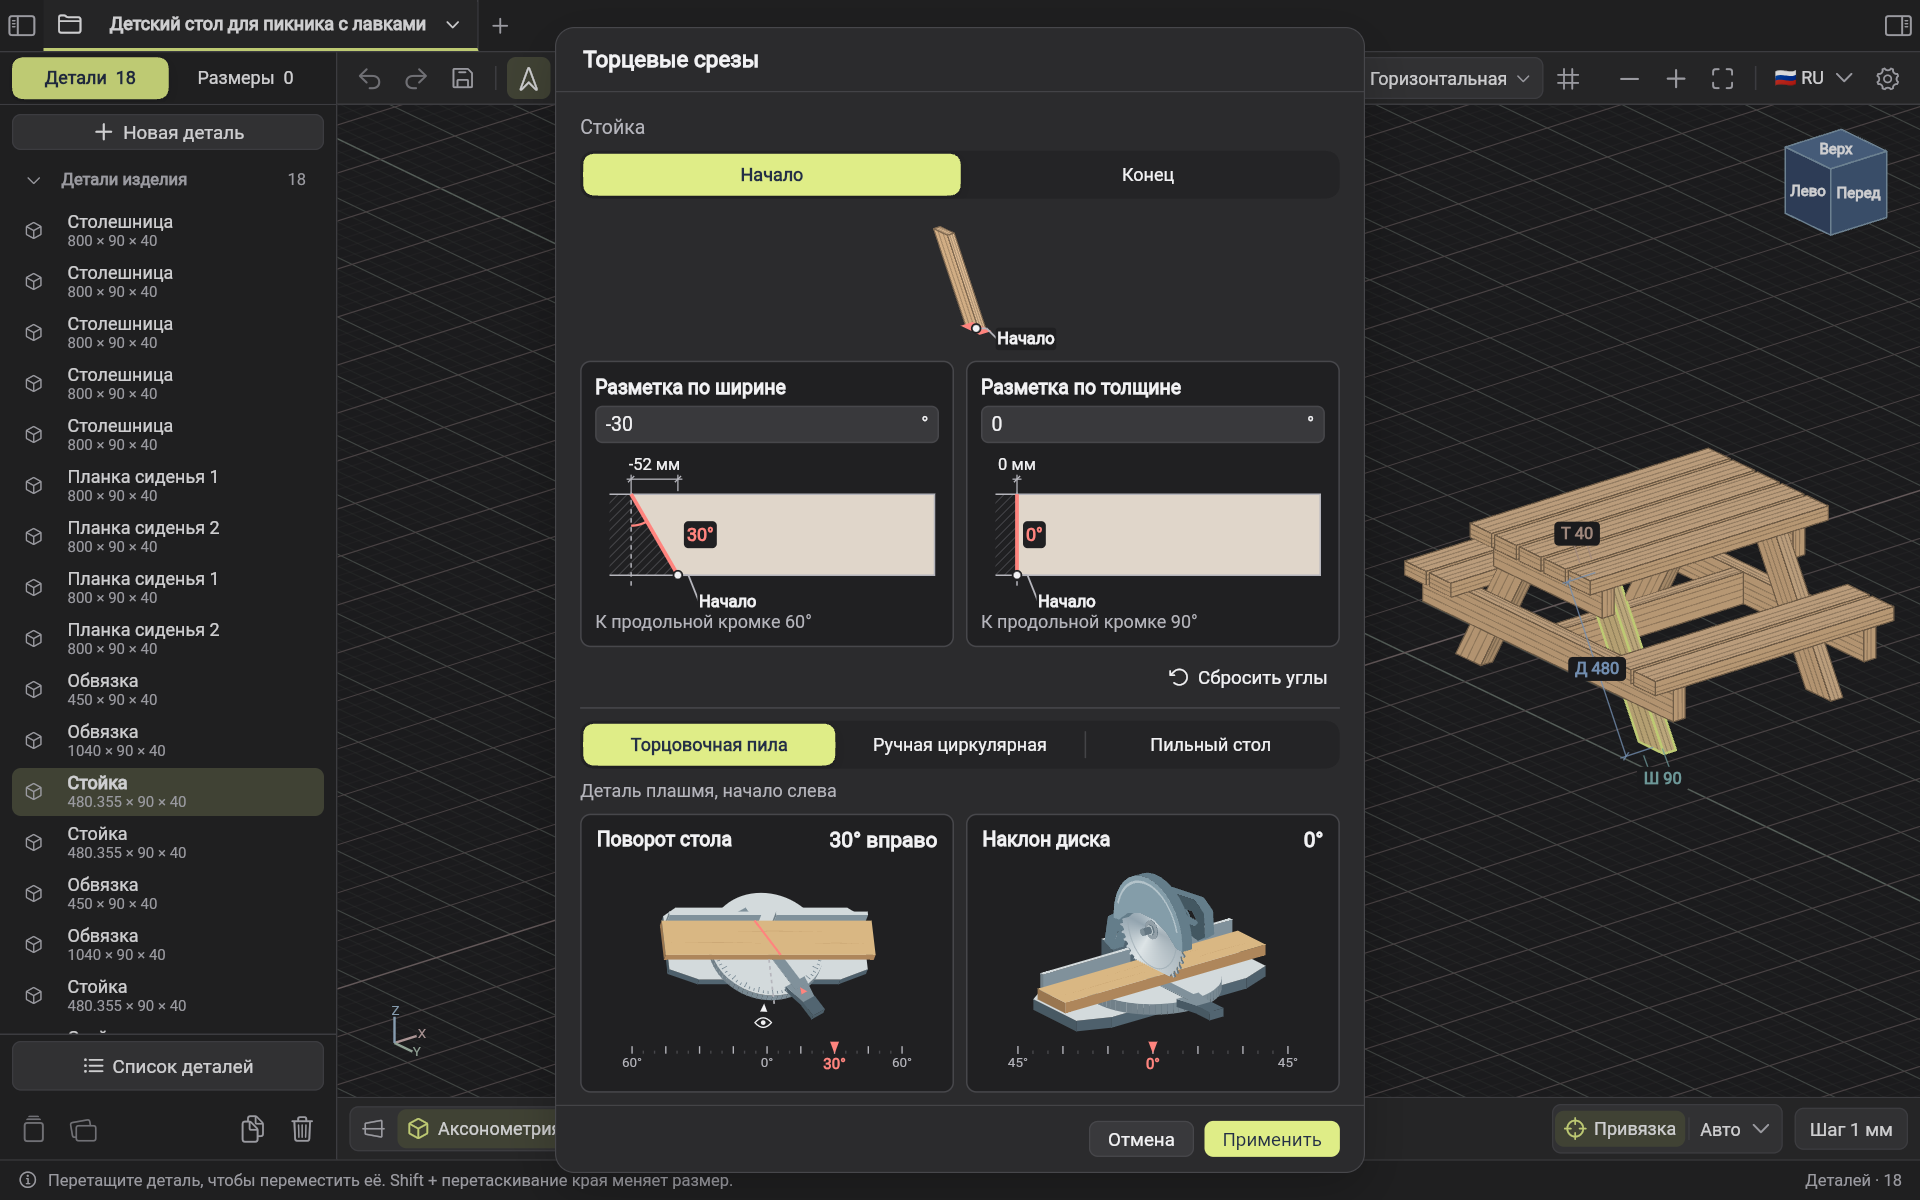 Детский стол для пикника с лавками
Детали 18
Размеры 0
Горизонтальная
RU
Новая деталь
Детали изделия 18
Столешница
800 × 90 × 40
Столешница
800 × 90 × 40
Столешница
800 × 90 × 40
Столешница
800 × 90 × 40
Столешница
800 × 90 × 40
Планка сиденья 1
800 × 90 × 40
Планка сиденья 2
800 × 90 × 40
Планка сиденья 1
800 × 90 × 40
Планка сиденья 2
800 × 90 × 40
Обвязка
450 × 90 × 40
Обвязка
1040 × 90 × 40
Стойка
480.355 × 90 × 40
Стойка
480.355 × 90 × 40
Обвязка
450 × 90 × 40
Обвязка
1040 × 90 × 40
Стойка
480.355 × 90 × 40
Список деталей
Торцевые срезы
Стойка
Начало
Конец
Начало
Разметка по ширине
-30 °
-52 мм
30°
Начало
К продольной кромке 60°
Разметка по толщине
0 °
0 мм
0°
Начало
К продольной кромке 90°
Сбросить углы
Торцовочная пила
Ручная циркулярная
Пильный стол
Деталь плашмя, начало слева
Поворот стола 30° вправо
60° 0° 30° 60°
Наклон диска 0°
45° 0° 45°
Отмена
Применить
Верх
Лево
Перед
Т 40
Д 480
Ш 90
Z
X
Y
Аксонометрия
Привязка
Авто
Шаг 1 мм
Перетащите деталь, чтобы переместить её. Shift + перетаскивание края меняет размер.
Деталей · 18